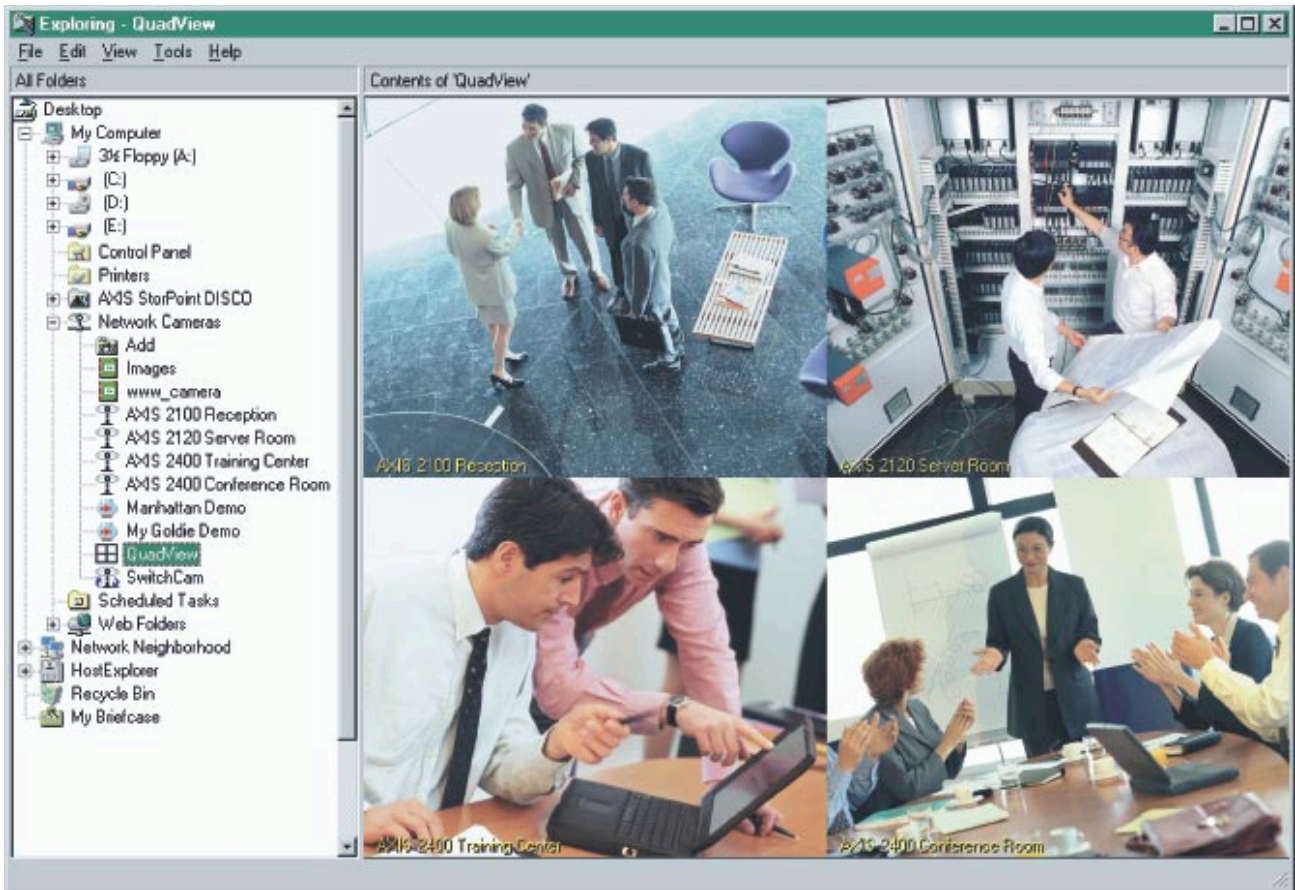 Exploring - QuadView
File Edit View Tools Help
All Folders
Contents of 'QuadView'
Desktop
My Computer
3½ Floppy (A:)
(C:)
(D:)
(E:)
Control Panel
Printers
AXIS StorPoint DISCO
Network Cameras
Add
Images
www_camera
AXIS 2100 Reception
AXIS 2120 Server Room
AXIS 2400 Training Center
AXIS 2400 Conference Room
Manhattan Demo
My Goldie Demo
QuadView
SwitchCam
Scheduled Tasks
Web Folders
Network Neighborhood
HostExplorer
Recycle Bin
My Briefcase
AXIS 2100 Reception
AXIS 2120 Server Room
AXIS 2400 Training Center
AXIS 2400 Conference Room